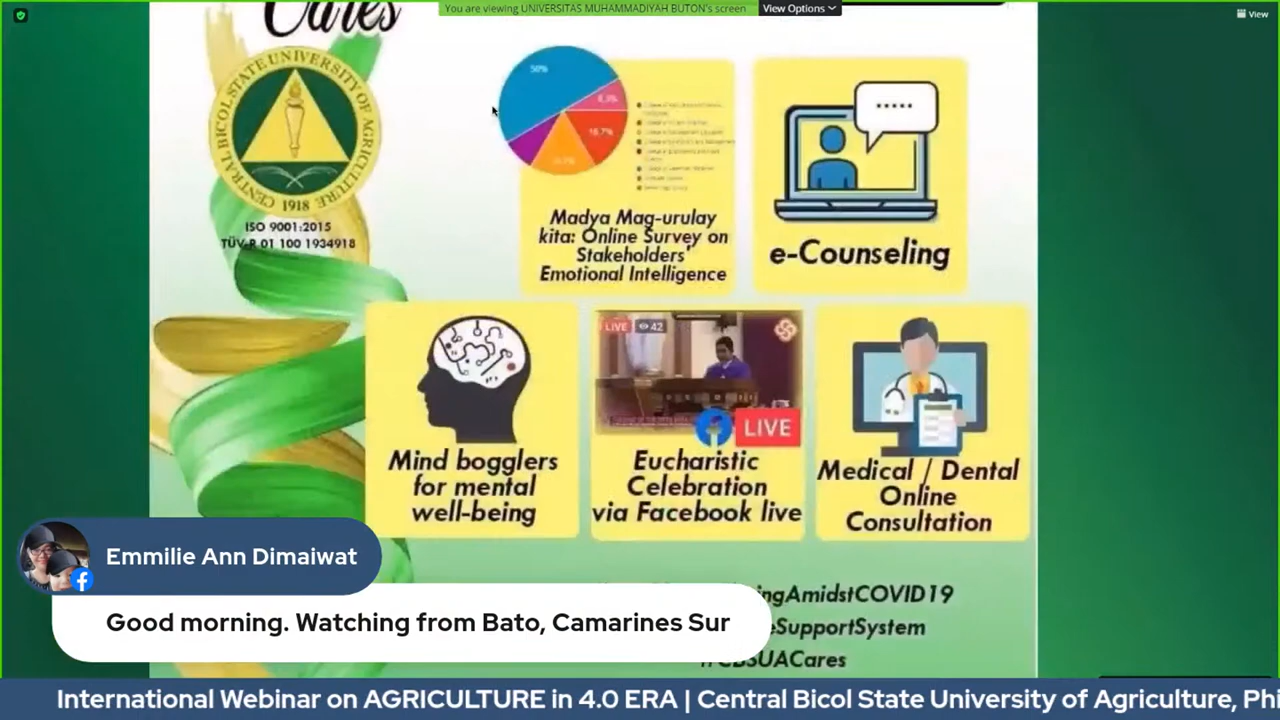 You are viewing UNIVERSITAS MUHAMMADIYAH BUTON's screen
View Options
View
Cares
CENTRAL BICOL STATE UNIVERSITY OF AGRICULTURE
1918
ISO 9001:2015
TÜV-R 01 100 1934918
50%
8.3%
16.7%
Madya Mag-urulay
kita: Online Survey on
Stakeholders'
Emotional Intelligence
e-Counseling
Mind bogglers
for mental
well-being
LIVE
42
LIVE
Eucharistic
Celebration
via Facebook live
Medical / Dental
Online
Consultation
ingAmidstCOVID19
eSupportSystem
#CBSUACares
Emmilie Ann Dimaiwat
Good morning. Watching from Bato, Camarines Sur
International Webinar on AGRICULTURE in 4.0 ERA | Central Bicol State University of Agriculture, Phi